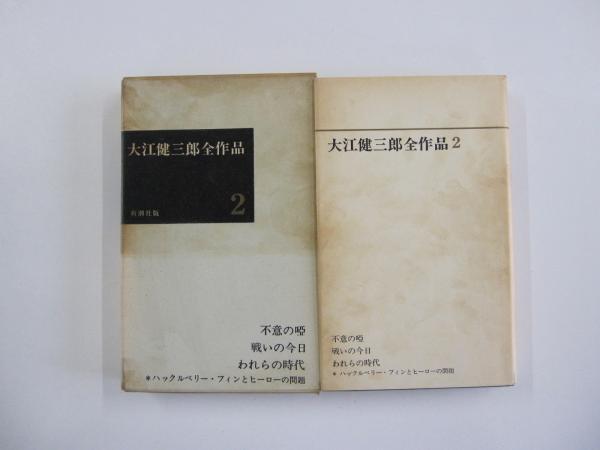 大江健三郎全作品
新潮社版
2
不意の啞
戦いの今日
われらの時代
*ハックルベリー・フィンとヒーローの問題
大江健三郎全作品2
不意の啞
戦いの今日
われらの時代
*ハックルベリー・フィンとヒーローの問題